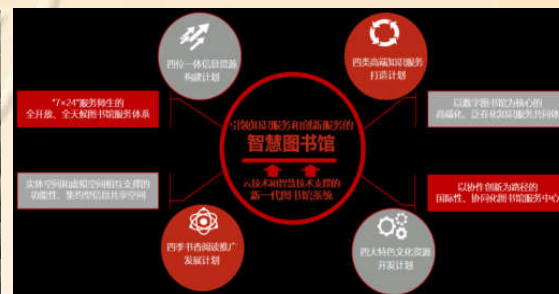 四位一体信息资源
构建计划
四类高端知识服务
打造计划
"7×24"服务师生的
全开放、全天候图书馆服务体系
引领知识服务和创新服务的
智慧图书馆
云技术和智慧技术支撑的
新一代图书馆系统
以数字图书馆为核心的
高端化、泛在化知识服务共同体
实体空间和虚拟空间相互支撑的
功能性、集约型信息共享空间
以协作创新为路径的
国际性、协同化图书馆服务中心
四季书香阅读推广
发展计划
四大特色文化资源
开发计划